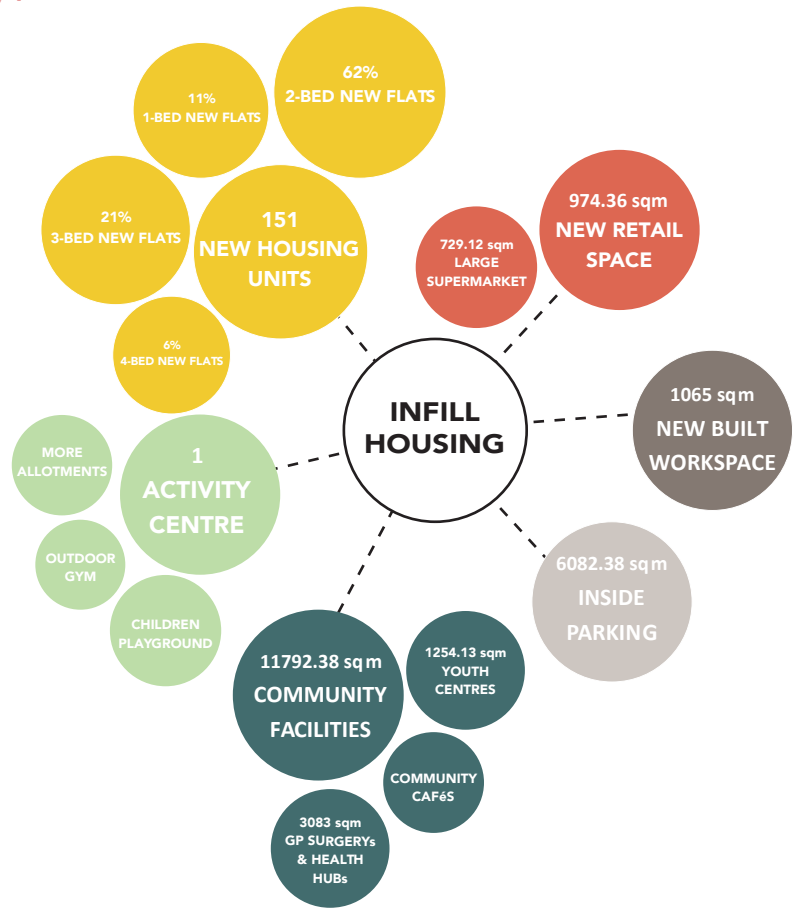 62%
2-BED NEW FLATS
11%
1-BED NEW FLATS
21%
3-BED NEW FLATS
151
NEW HOUSING
UNITS
6%
4-BED NEW FLATS
974.36 sqm
NEW RETAIL
SPACE
729.12 sqm
LARGE
SUPERMARKET
INFILL
HOUSING
1065 sqm
NEW BUILT
WORKSPACE
6082.38 sqm
INSIDE
PARKING
1
ACTIVITY
CENTRE
MORE
ALLOTMENTS
OUTDOOR
GYM
CHILDREN
PLAYGROUND
11792.38 sqm
COMMUNITY
FACILITIES
1254.13 sqm
YOUTH
CENTRES
COMMUNITY
CAFéS
3083 sqm
GP SURGERYs
& HEALTH
HUBs